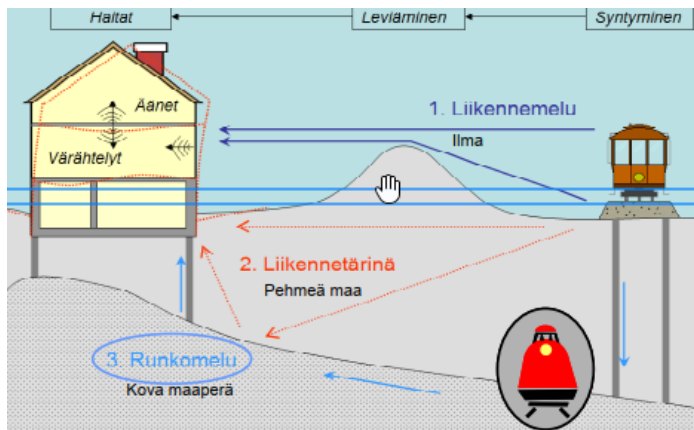 Haitat
Leviäminen
Syntyminen
1. Liikennemelu
Ilma
Äänet
Värähtelyt
2. Liikennetärinä
Pehmeä maa
3. Runkomelu
Kova maaperä